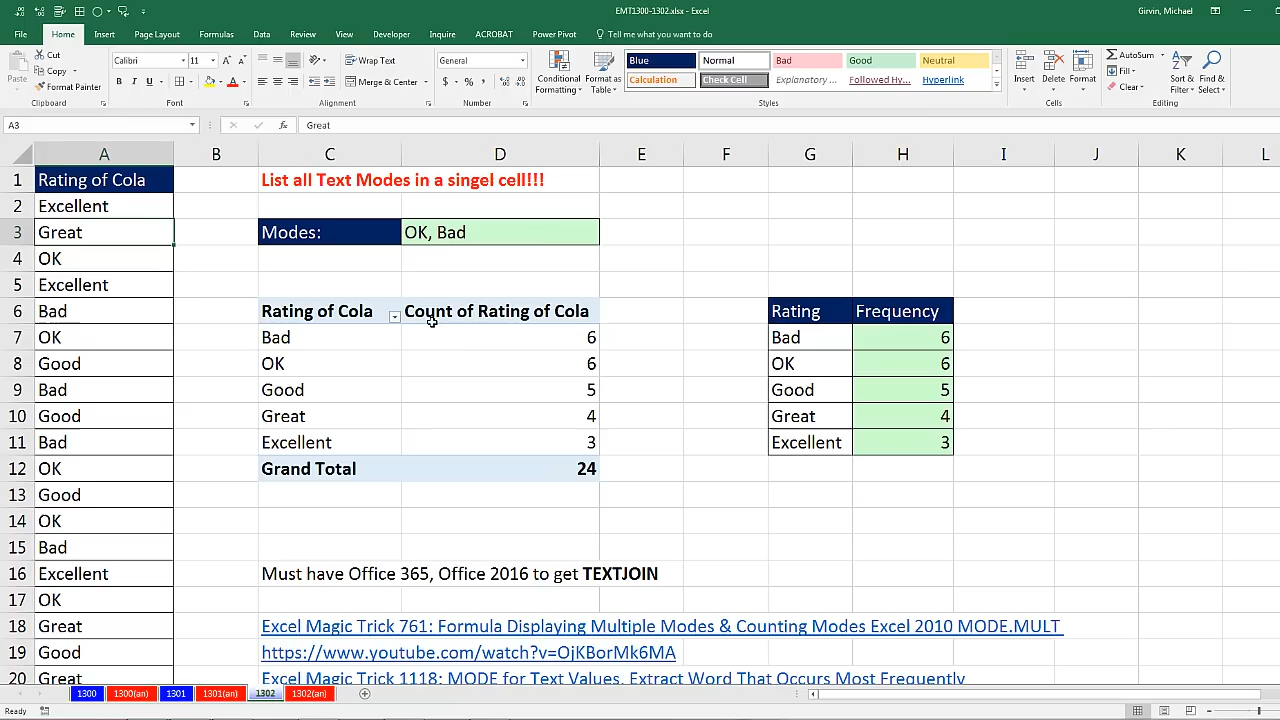 EMT1300-1302.xlsx - Excel
Girvin, Michael
File Home Insert Page Layout Formulas Data Review View Developer Inquire ACROBAT Power Pivot Tell me what you want to do
Paste
Cut
Copy
Format Painter
Clipboard
Calibri 11
B I U
Font
Wrap Text
Merge & Center
Alignment
General
$ % ,
Number
Conditional Formatting
Format as Table
Blue Normal Bad Good Neutral
Calculation Check Cell Explanatory ... Followed Hy... Hyperlink
Styles
Insert Delete Format
Cells
AutoSum
Fill
Clear
Sort & Filter
Find & Select
Editing
A3 fx Great
A B C D E F G H I J K L
1 Rating of Cola List all Text Modes in a singel cell!!!
2 Excellent
3 Great Modes: OK, Bad
4 OK
5 Excellent
6 Bad Rating of Cola Count of Rating of Cola Rating Frequency
7 OK Bad 6 Bad 6
8 Good OK 6 OK 6
9 Bad Good 5 Good 5
10 Good Great 4 Great 4
11 Bad Excellent 3 Excellent 3
12 OK Grand Total 24
13 Good
14 OK
15 Bad
16 Excellent Must have Office 365, Office 2016 to get TEXTJOIN
17 OK
18 Great Excel Magic Trick 761: Formula Displaying Multiple Modes & Counting Modes Excel 2010 MODE.MULT
19 Good https://www.youtube.com/watch?v=OjKBorMk6MA
20 Great Excel Magic Trick 1118: MODE for Text Values, Extract Word That Occurs Most Frequently
1300 1300(an) 1301 1301(an) 1302 1302(an)
Ready